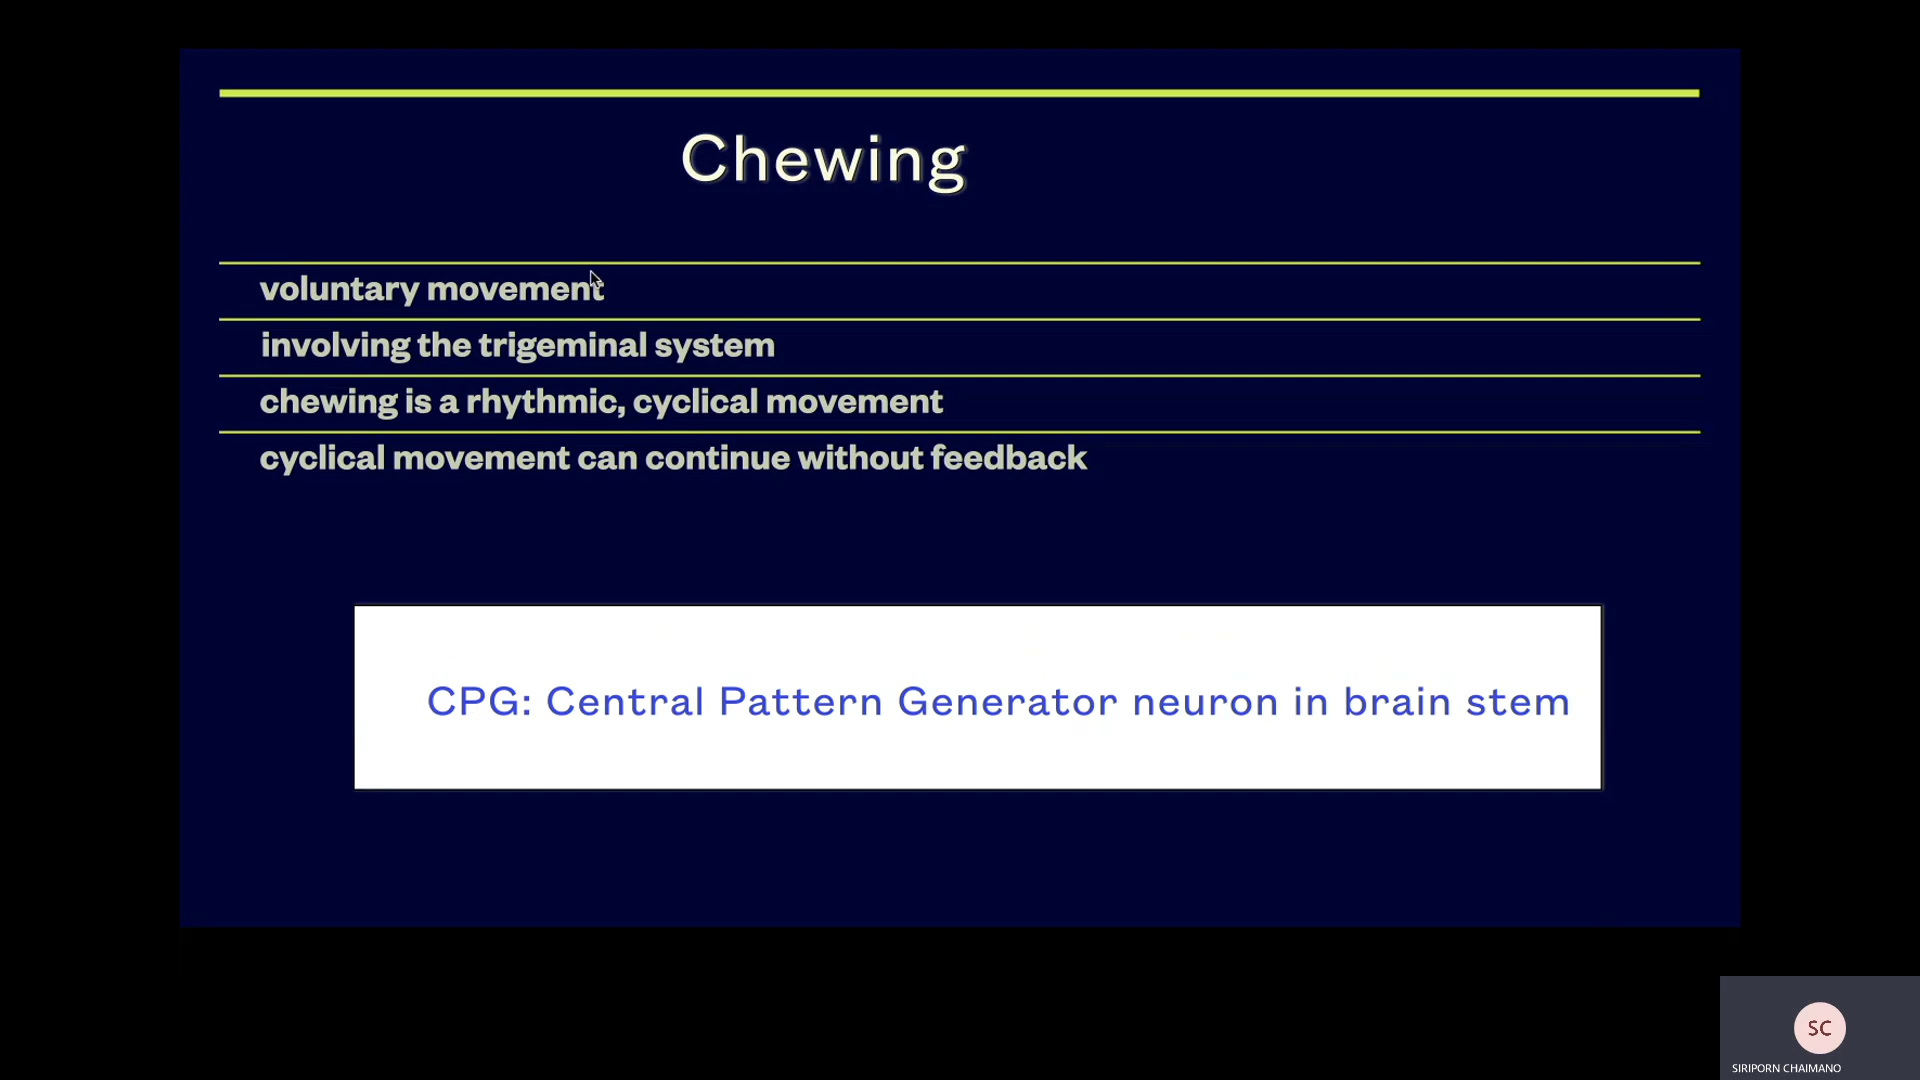 Chewing
voluntary movement
involving the trigeminal system
chewing is a rhythmic, cyclical movement
cyclical movement can continue without feedback
CPG: Central Pattern Generator neuron in brain stem
SC
SIRIPORN CHAIMANO